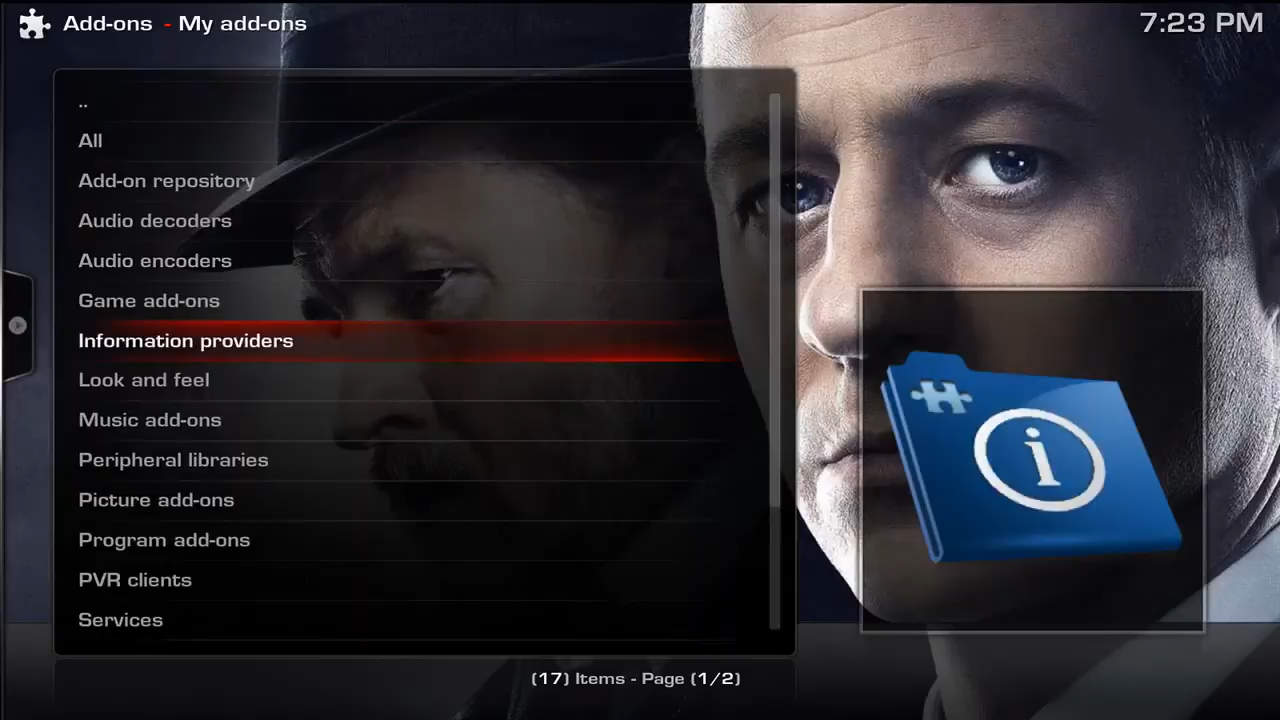 Add-ons - My add-ons
7:23 PM
..
All
Add-on repository
Audio decoders
Audio encoders
Game add-ons
Information providers
Look and feel
Music add-ons
Peripheral libraries
Picture add-ons
Program add-ons
PVR clients
Services
(17) Items - Page (1/2)